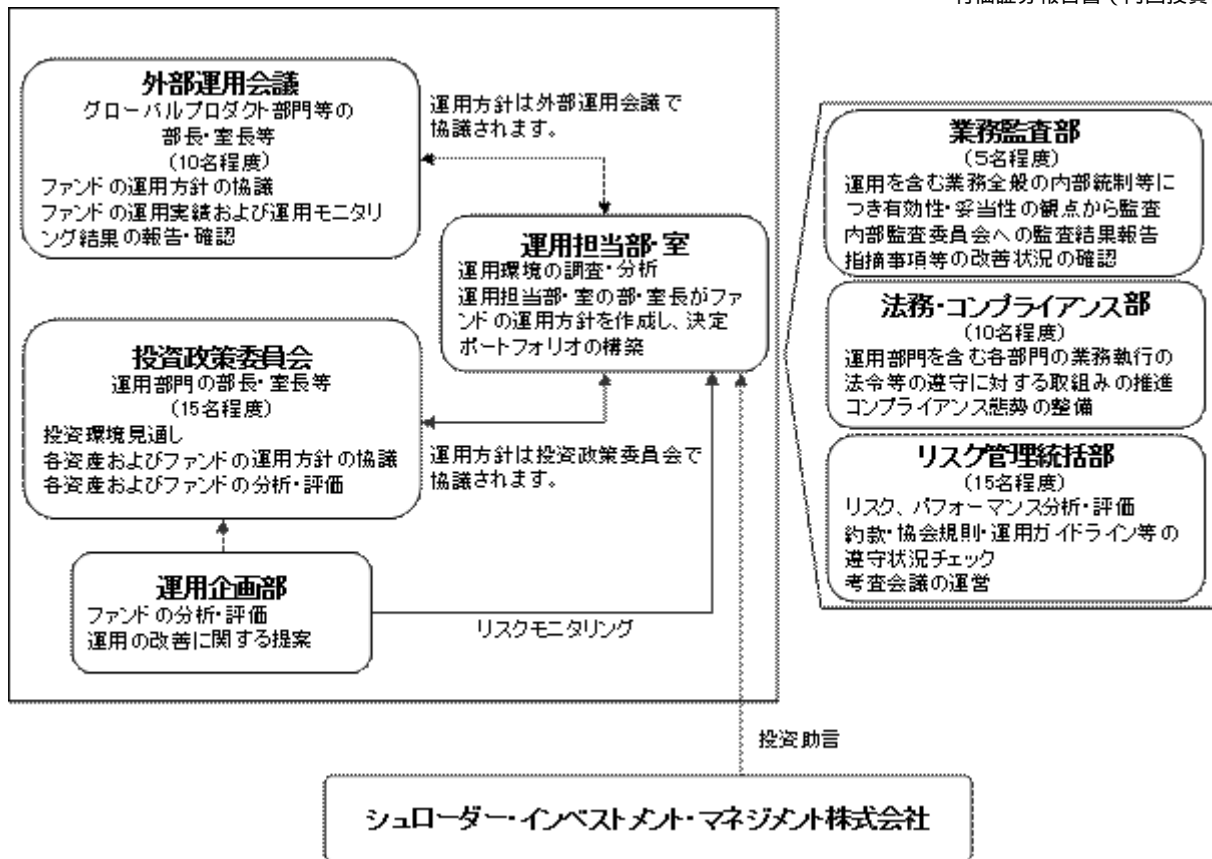 外部運用会議
グローバルプロダクト部門等の
部長・室長等
(10名程度)
ファンドの運用方針の協議
ファンドの運用実績および運用モニタリ
ング結果の報告・確認
運用方針は外部運用会議で
協議されます。
運用担当部・室
運用環境の調査・分析
運用担当部・室の部・室長がファ
ンドの運用方針を作成し、決定
ポートフォリオの構築
投資政策委員会
運用部門の部長・室長等
(15名程度)
投資環境見通し
各資産およびファンドの運用方針の協議
各資産およびファンドの分析・評価
運用方針は投資政策委員会で
協議されます。
運用企画部
ファンドの分析・評価
運用の改善に関する提案
リスクモニタリング
業務監査部
(5名程度)
運用を含む業務全般の内部統制等に
つき有効性・妥当性の観点から監査
内部監査委員会への監査結果報告
指摘事項等の改善状況の確認
法務・コンプライアンス部
(10名程度)
運用部門を含む各部門の業務執行の
法令等の遵守に対する取組みの推進
コンプライアンス態勢の整備
リスク管理統括部
(15名程度)
リスク、パフォーマンス分析・評価
約款・協会規則・運用ガイドライン等の
遵守状況チェック
考査会議の運営
投資助言
シュローダー・インベストメント・マネジメント株式会社